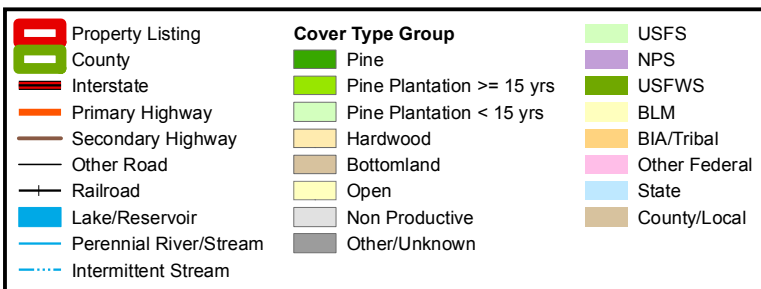 Property Listing
County
Interstate
Primary Highway
Secondary Highway
Other Road
Railroad
Lake/Reservoir
Perennial River/Stream
Intermittent Stream
Cover Type Group
Pine
Pine Plantation >= 15 yrs
Pine Plantation < 15 yrs
Hardwood
Bottomland
Open
Non Productive
Other/Unknown
USFS
NPS
USFWS
BLM
BIA/Tribal
Other Federal
State
County/Local